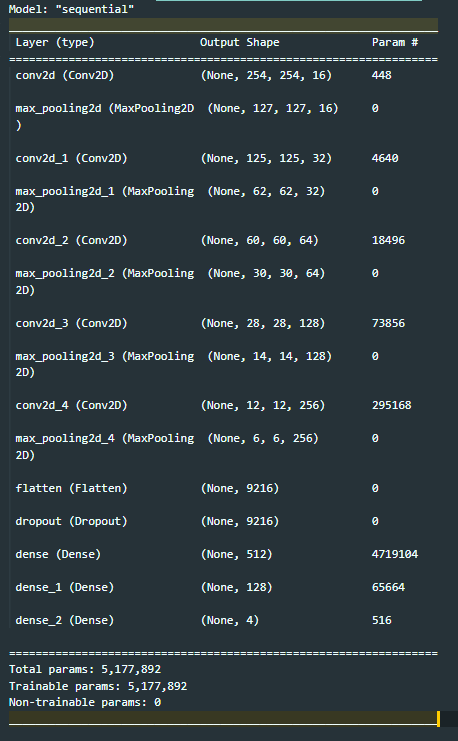 Model: "sequential"
Layer (type) Output Shape Param #
=================================================================
conv2d (Conv2D) (None, 254, 254, 16) 448
max_pooling2d (MaxPooling2D (None, 127, 127, 16) 0
)
conv2d_1 (Conv2D) (None, 125, 125, 32) 4640
max_pooling2d_1 (MaxPooling (None, 62, 62, 32) 0
2D)
conv2d_2 (Conv2D) (None, 60, 60, 64) 18496
max_pooling2d_2 (MaxPooling (None, 30, 30, 64) 0
2D)
conv2d_3 (Conv2D) (None, 28, 28, 128) 73856
max_pooling2d_3 (MaxPooling (None, 14, 14, 128) 0
2D)
conv2d_4 (Conv2D) (None, 12, 12, 256) 295168
max_pooling2d_4 (MaxPooling (None, 6, 6, 256) 0
2D)
flatten (Flatten) (None, 9216) 0
dropout (Dropout) (None, 9216) 0
dense (Dense) (None, 512) 4719104
dense_1 (Dense) (None, 128) 65664
dense_2 (Dense) (None, 4) 516
=================================================================
Total params: 5,177,892
Trainable params: 5,177,892
Non-trainable params: 0